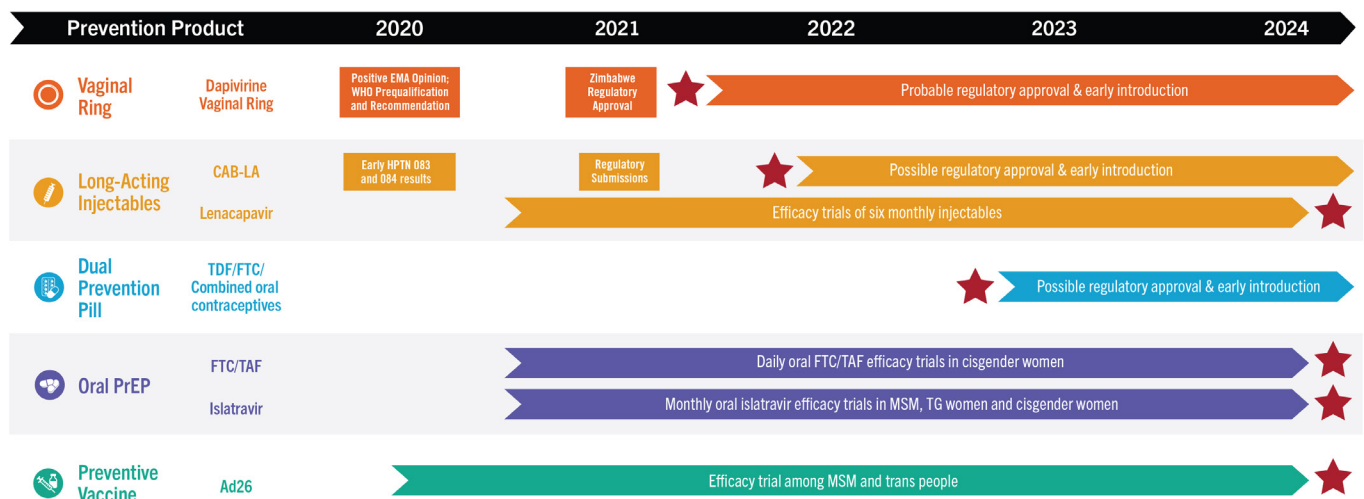 Prevention Product 2020 2021 2022 2023 2024
Vaginal
Ring
Dapivirine
Vaginal Ring
Positive EMA Opinion;
WHO Prequalification
and Recommendation
Zimbabwe
Regulatory
Approval
Probable regulatory approval & early introduction
Long-Acting
Injectables
CAB-LA
Early HPTN 083
and 084 results
Regulatory
Submissions
Possible regulatory approval & early introduction
Lenacapavir
Efficacy trials of six monthly injectables
Dual
Prevention
Pill
TDF/FTC/
Combined oral
contraceptives
Possible regulatory approval & early introduction
Oral PrEP
FTC/TAF
Daily oral FTC/TAF efficacy trials in cisgender women
Islatravir
Monthly oral islatravir efficacy trials in MSM, TG women and cisgender women
Preventive
Vaccine
Ad26
Efficacy trial among MSM and trans people